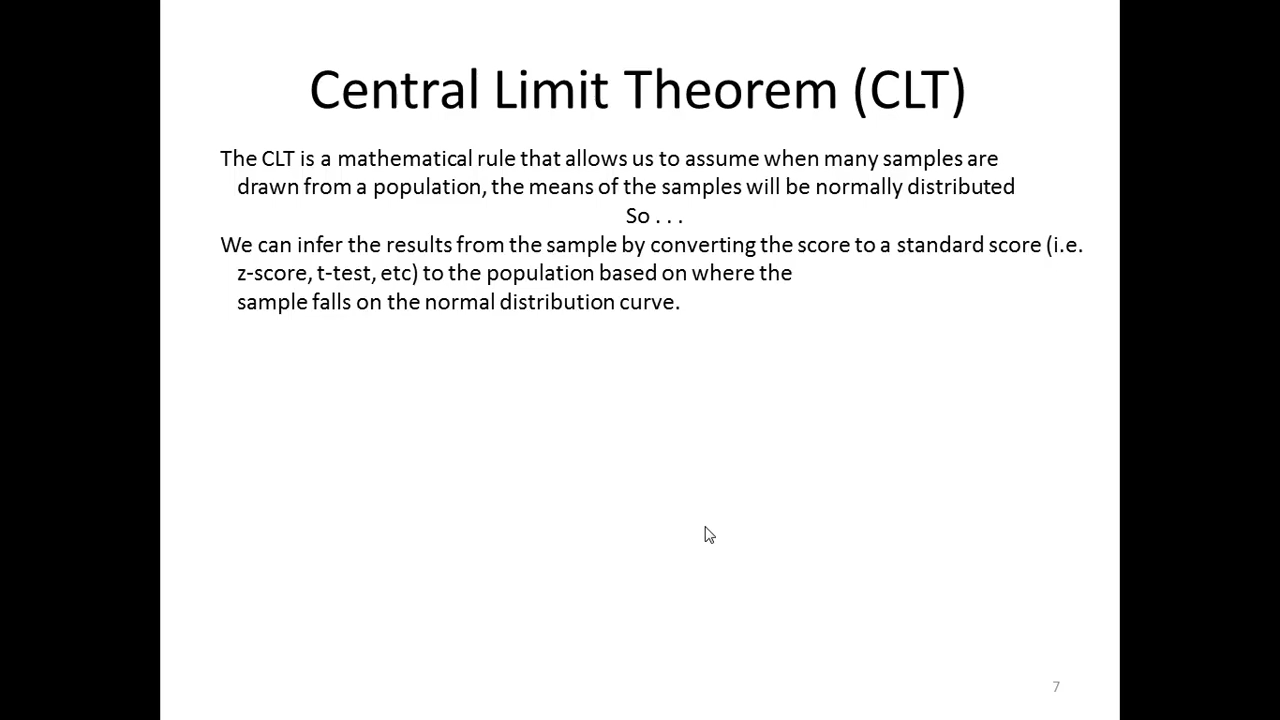 Central Limit Theorem (CLT)
The CLT is a mathematical rule that allows us to assume when many samples are
drawn from a population, the means of the samples will be normally distributed
So . . .
We can infer the results from the sample by converting the score to a standard score (i.e.
z-score, t-test, etc) to the population based on where the
sample falls on the normal distribution curve.
7